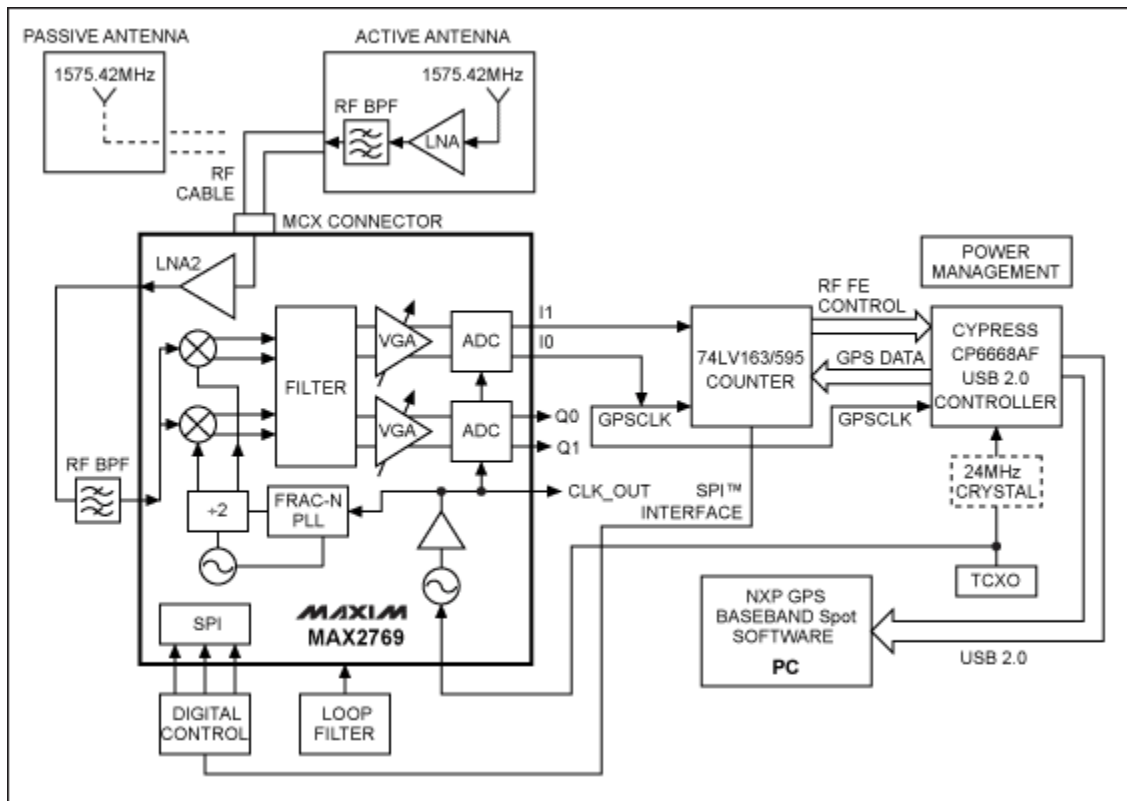 PASSIVE ANTENNA
1575.42MHz
ACTIVE ANTENNA
1575.42MHz
RF BPF
LNA
RF
CABLE
MCX CONNECTOR
LNA2
FILTER
VGA
ADC
VGA
ADC
I1
I0
Q0
Q1
RF BPF
÷2
FRAC-N
PLL
CLK_OUT
SPI
MAXIM
MAX2769
DIGITAL
CONTROL
LOOP
FILTER
74LV163/595
COUNTER
GPSCLK
SPI™
INTERFACE
POWER
MANAGEMENT
RF FE
CONTROL
GPS DATA
GPSCLK
CYPRESS
CP6668AF
USB 2.0
CONTROLLER
24MHz
CRYSTAL
TCXO
NXP GPS
BASEBAND Spot
SOFTWARE
PC
USB 2.0